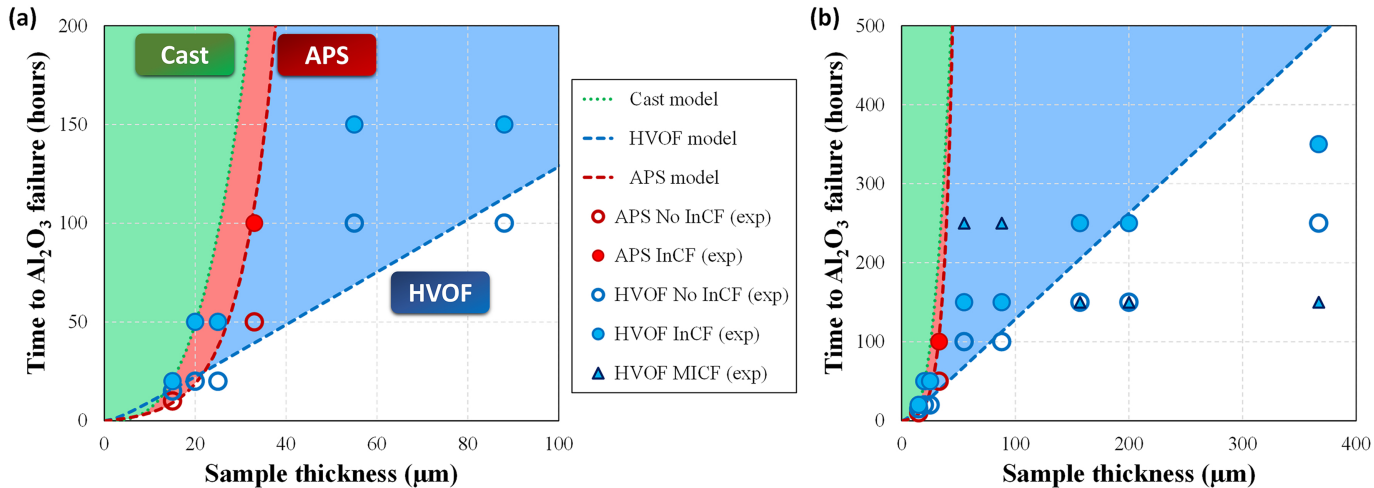 (a)
200
150
100
50
0
Time to Al₂O₃ failure (hours)
Cast
APS
HVOF
0 20 40 60 80 100
Sample thickness (μm)
Cast model
HVOF model
APS model
APS No InCF (exp)
APS InCF (exp)
HVOF No InCF (exp)
HVOF InCF (exp)
HVOF MICF (exp)
(b)
500
400
300
200
100
0
Time to Al₂O₃ failure (hours)
0 100 200 300 400
Sample thickness (μm)